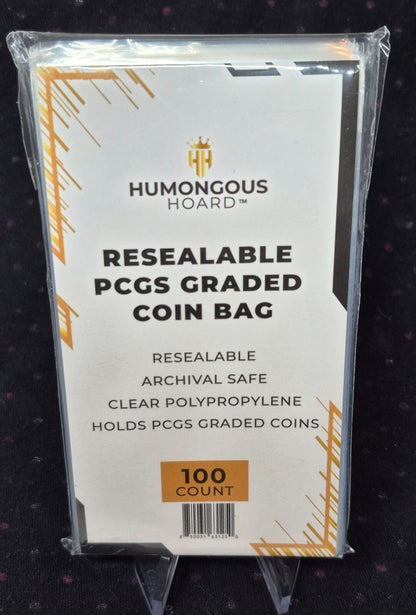 HUMONGOUS
HOARD™
RESEALABLE
PCGS GRADED
COIN BAG
RESEALABLE
ARCHIVAL SAFE
CLEAR POLYPROPYLENE
HOLDS PCGS GRADED COINS
100
COUNT